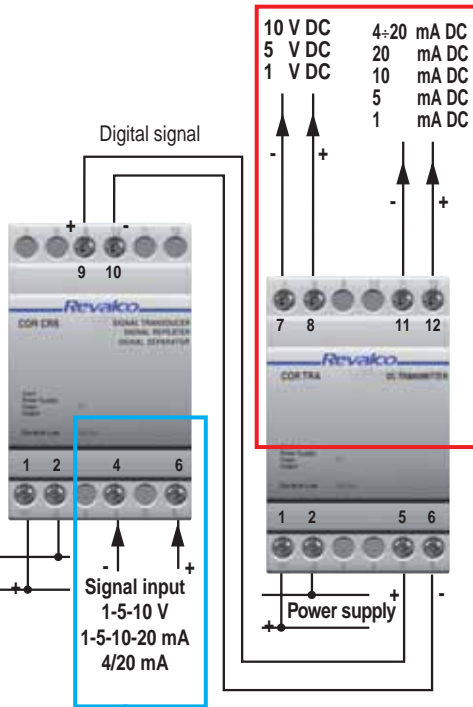 10 V DC
5 V DC
1 V DC
4÷20 mA DC
20 mA DC
10 mA DC
5 mA DC
1 mA DC
- +
- +
Digital signal
+ -
9 10
Revalco
COR CRS
SIGNAL TRANSDUCER
SIGNAL REPEATER
SIGNAL SEPARATOR
1 2 4 6
- +
+
Signal input
1-5-10 V
1-5-10-20 mA
4/20 mA
7 8 11 12
Revalco
COR TRA
DC TRANSMITTER
1 2 5 6
+ -
Power supply
+